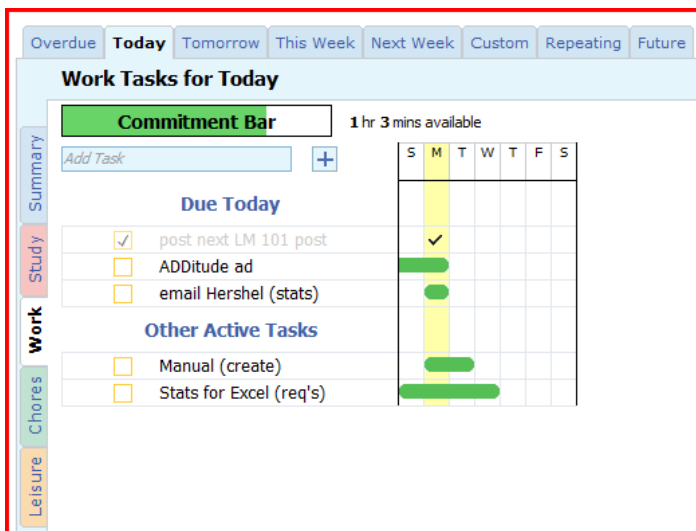 Overdue Today Tomorrow This Week Next Week Custom Repeating Future
Work Tasks for Today
Commitment Bar 1 hr 3 mins available
Add Task + S M T W T F S
Summary
Study
Work
Chores
Leisure
Due Today
post next LM 101 post
ADDitude ad
email Hershel (stats)
Other Active Tasks
Manual (create)
Stats for Excel (req's)